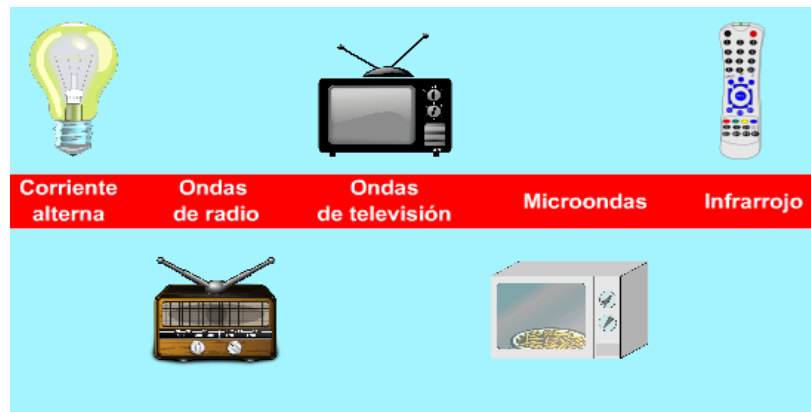 Corriente
alterna
Ondas
de radio
Ondas
de televisión
Microondas
Infrarrojo